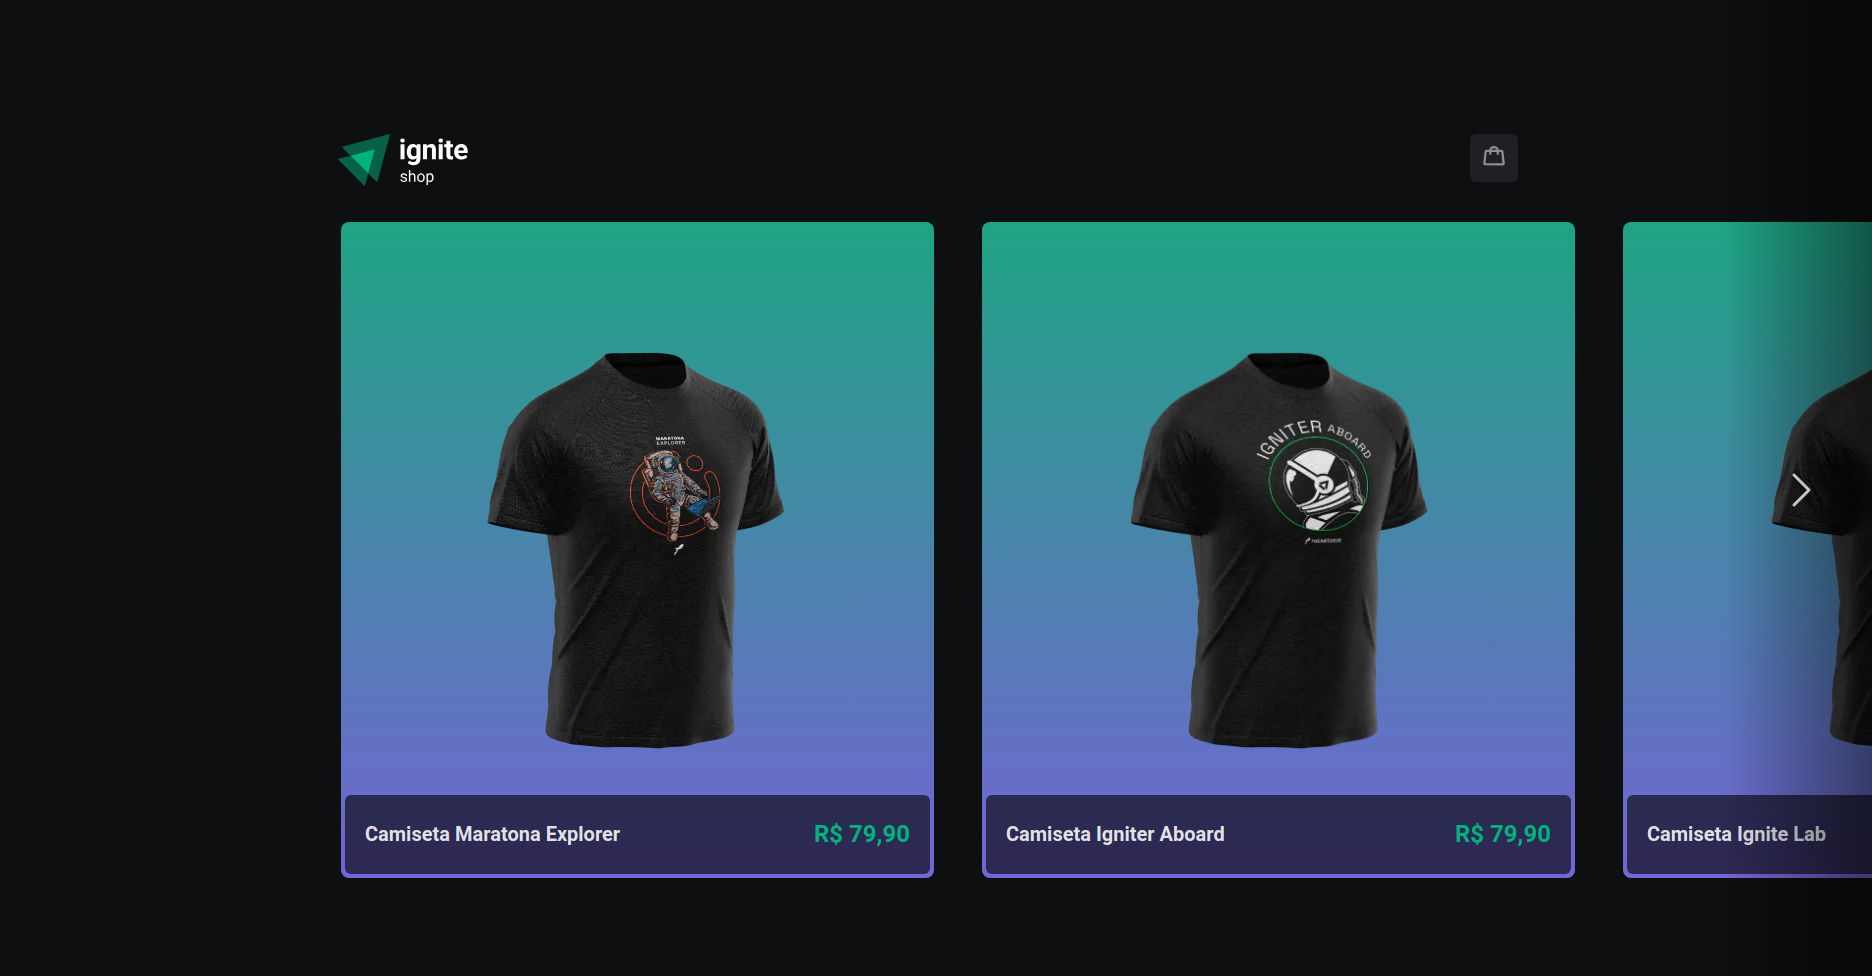 ignite
shop
MARATONA
EXPLORER
IGNITER ABOARD
Rocketseat
Camiseta Maratona Explorer
R$ 79,90
Camiseta Igniter Aboard
R$ 79,90
Camiseta Ignite Lab